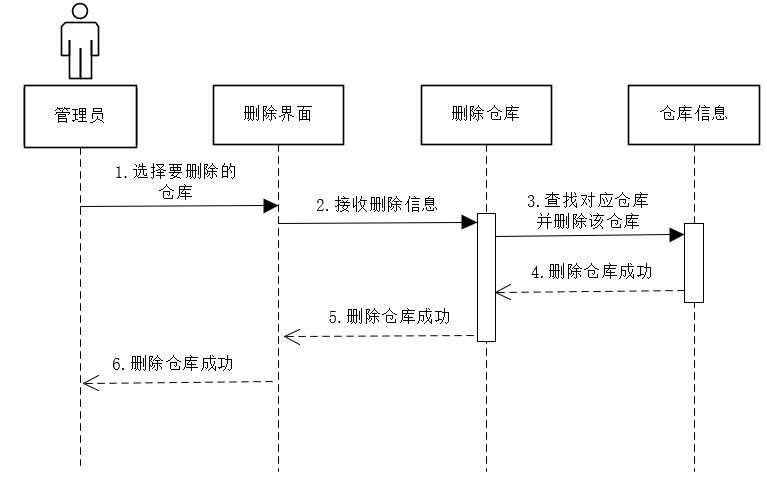 管理员
删除界面
删除仓库
仓库信息
1.选择要删除的
仓库
2.接收删除信息
3.查找对应仓库
并删除该仓库
4.删除仓库成功
5.删除仓库成功
6.删除仓库成功